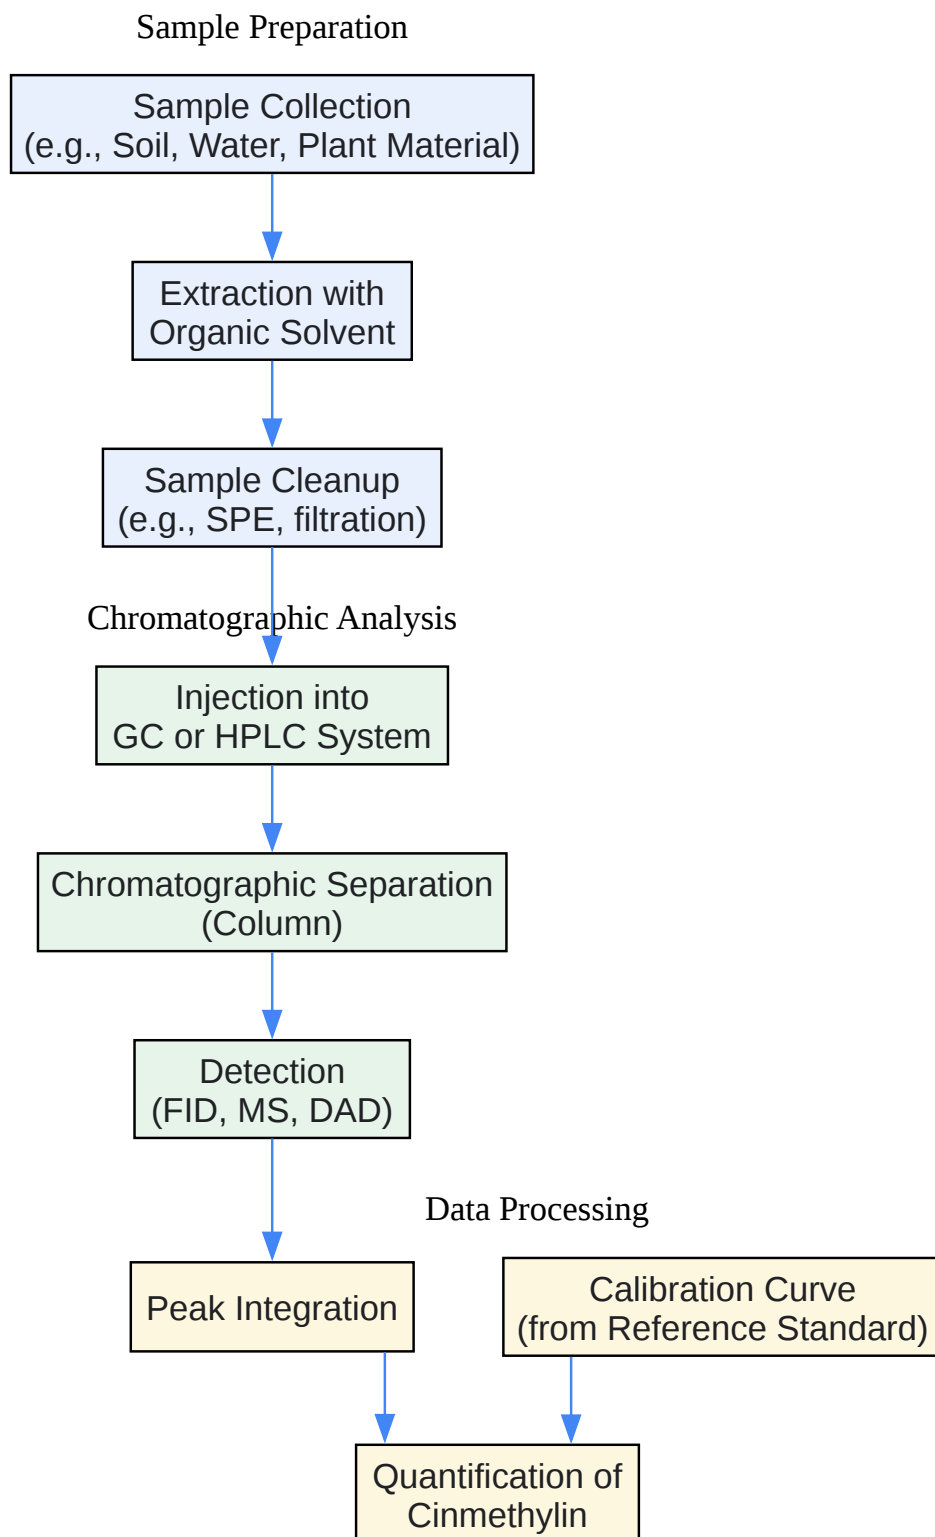 Sample Preparation
Sample Collection
(e.g., Soil, Water, Plant Material)
Extraction with
Organic Solvent
Sample Cleanup
(e.g., SPE, filtration)
Chromatographic Analysis
Injection into
GC or HPLC System
Chromatographic Separation
(Column)
Detection
(FID, MS, DAD)
Data Processing
Peak Integration
Calibration Curve
(from Reference Standard)
Quantification of
Cinmethylin